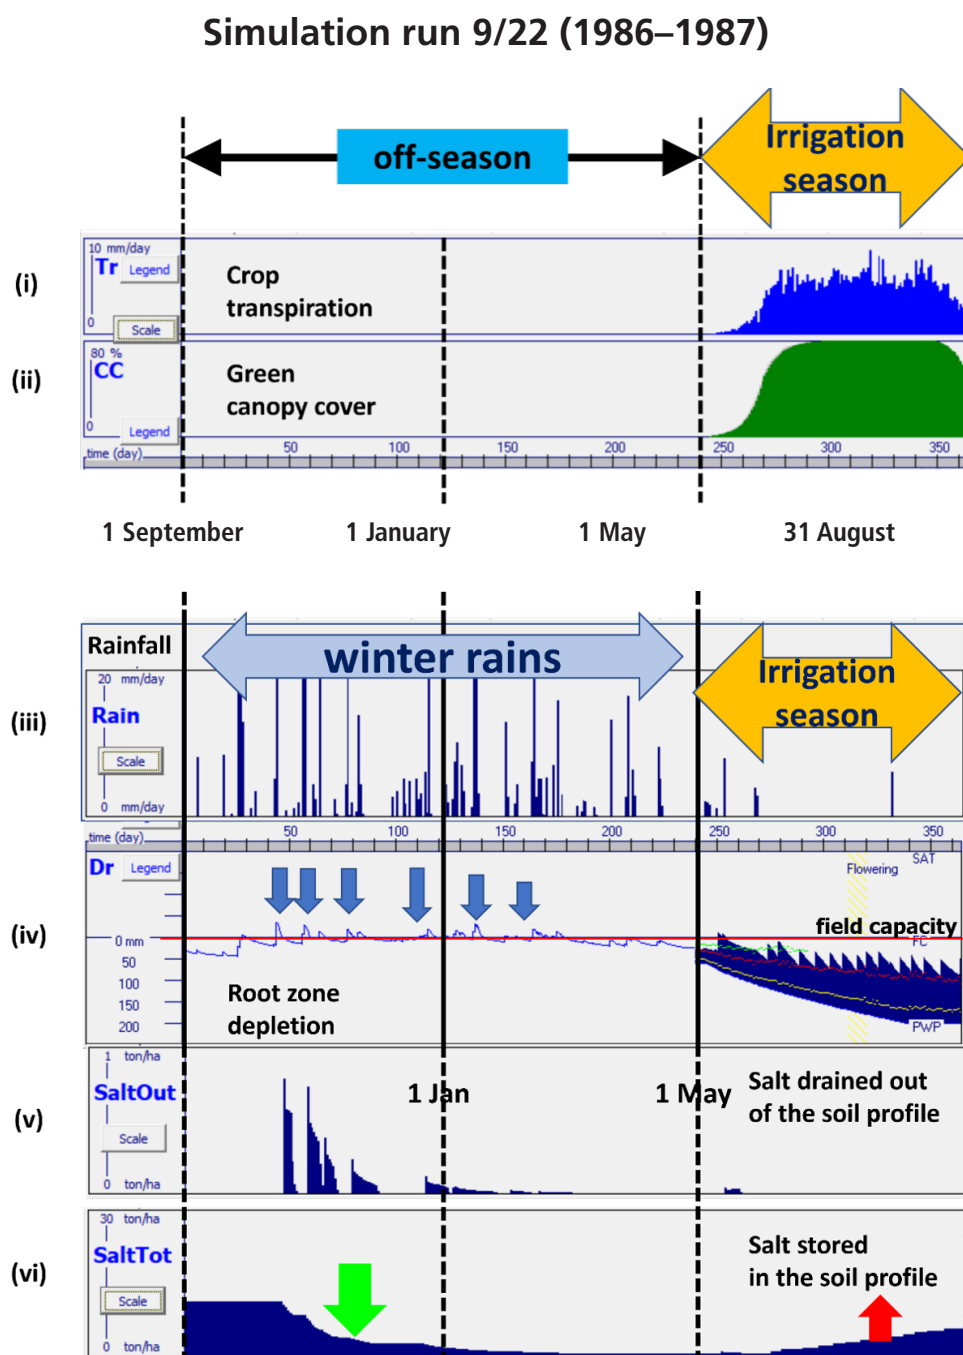 Simulation run 9/22 (1986–1987)
off-season
Irrigation
season
(i)
10 mm/day
Tr
Legend
0
Scale
Crop
transpiration
(ii)
80 %
CC
0
Legend
Green
canopy cover
time (day)
50 100 150 200 250 300 350
1 September 1 January 1 May 31 August
Rainfall
winter rains
Irrigation
season
(iii)
20 mm/day
Rain
Scale
0 mm/day
time (day)
50 100 150 200 250 300 350
(iv)
Dr
Legend
Flowering
SAT
field capacity
FC
0 mm
50
100
150
200
Root zone
depletion
PWP
(v)
1 ton/ha
SaltOut
Scale
0 ton/ha
1 Jan
1 May
Salt drained out
of the soil profile
(vi)
30 ton/ha
SaltTot
Scale
0 ton/ha
Salt stored
in the soil profile